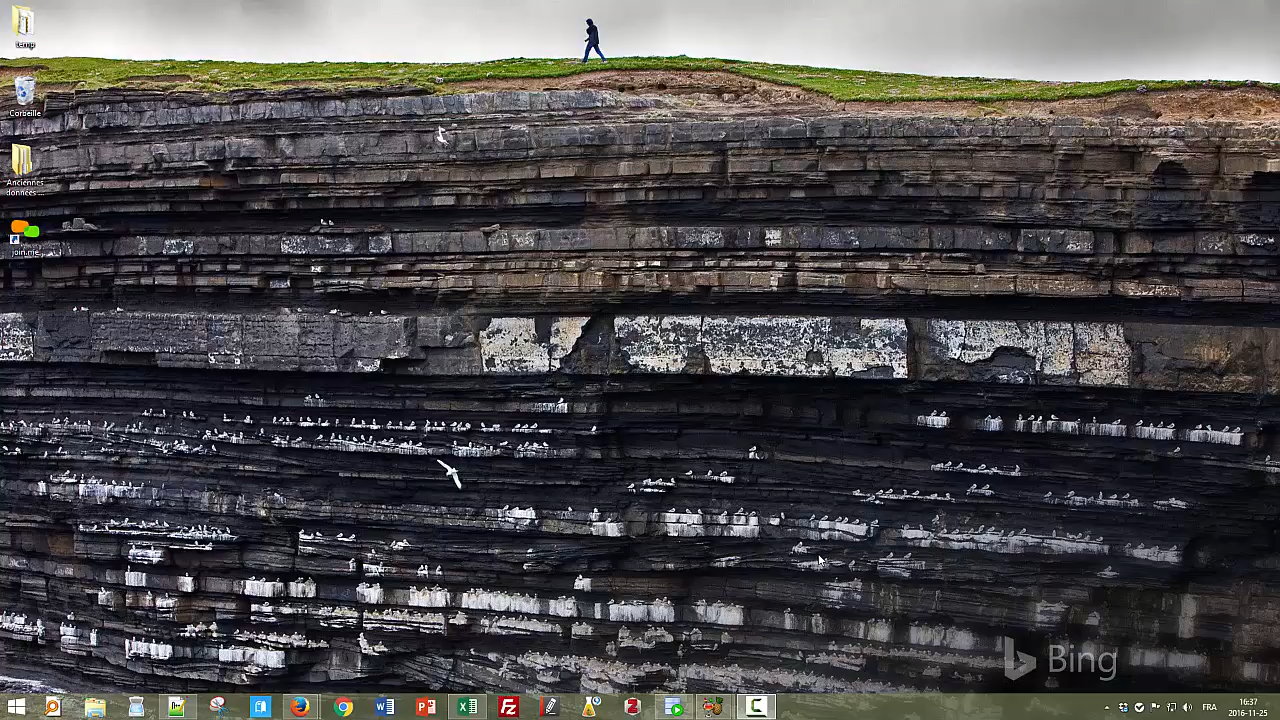 temp
Corbeille
Anciennes
données...
join.me
Bing
FRA
16:37
2016-11-25